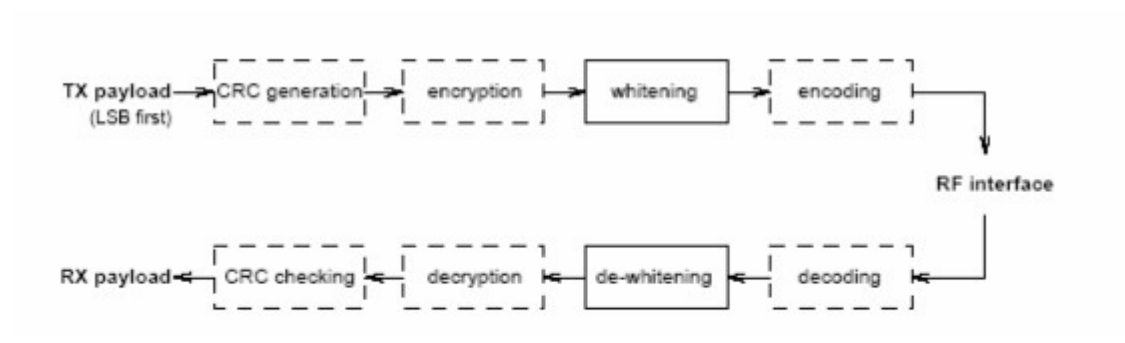 TX payload
(LSB first)
CRC generation
encryption
whitening
encoding
RF interface
RX payload
CRC checking
decryption
de-whitening
decoding